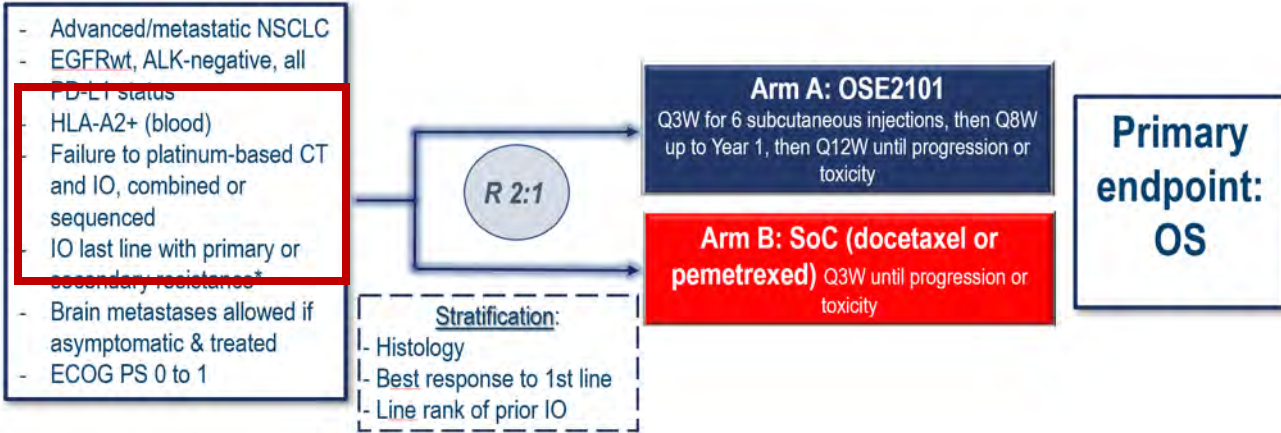 - Advanced/metastatic NSCLC
- EGFRwt, ALK-negative, all
PD-L1 status
- HLA-A2+ (blood)
- Failure to platinum-based CT
and IO, combined or
sequenced
- IO last line with primary or
secondary resistance*
- Brain metastases allowed if
asymptomatic & treated
- ECOG PS 0 to 1
R 2:1
Stratification:
- Histology
- Best response to 1st line
- Line rank of prior IO
Arm A: OSE2101
Q3W for 6 subcutaneous injections, then Q8W
up to Year 1, then Q12W until progression or
toxicity
Arm B: SoC (docetaxel or
pemetrexed) Q3W until progression or
toxicity
Primary
endpoint:
OS